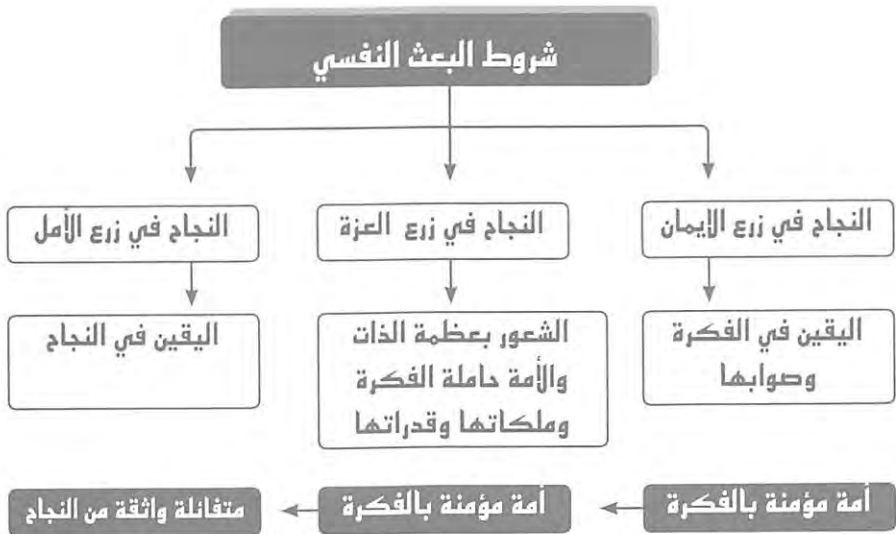 شروط البعث النفسي
النجاح في زرع الإيمان
النجاح في زرع العزة
النجاح في زرع الأمل
اليقين في الفكرة
وصوابها
الشعور بعظمة الذات
والأمة حاملة الفكرة
وملكاتها وقدراتها
اليقين في النجاح
أمة مؤمنة بالفكرة
أمة مؤمنة بالفكرة
متفائلة واثقة من النجاح